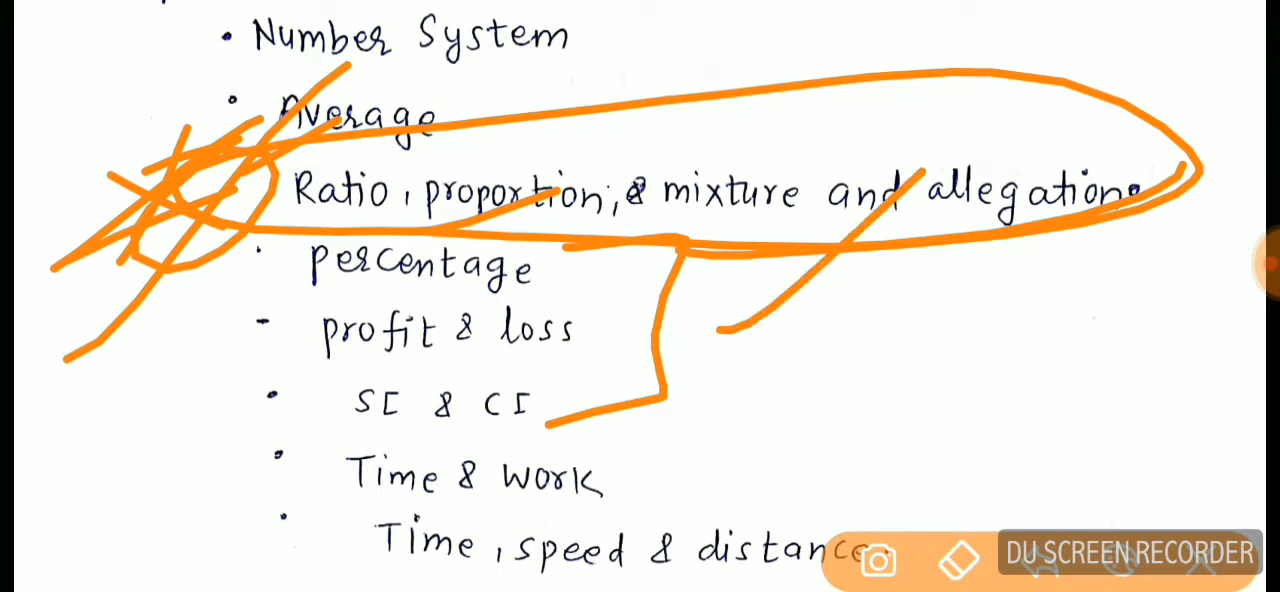 • Number System
• Average
Ratio, proportion, & mixture and allegation.
• percentage
- profit & loss
• SI & CI
• Time & work
• Time, speed & distance.
DU SCREEN RECORDER